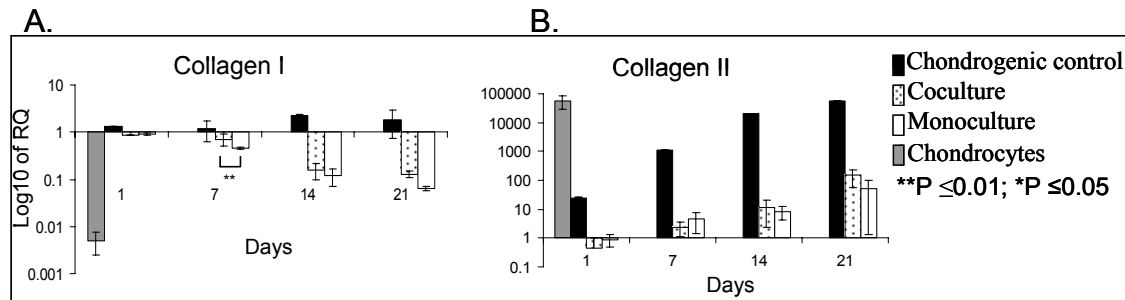 A.
B.
Collagen I
Log10 of RQ
10
1
0.1
0.01
0.001
1
7
14
21
**
Days
Collagen II
100000
10000
1000
100
10
1
0.1
1
7
14
21
Days
Chondrogenic control
Coculture
Monoculture
Chondrocytes
**P ≤0.01; *P ≤0.05